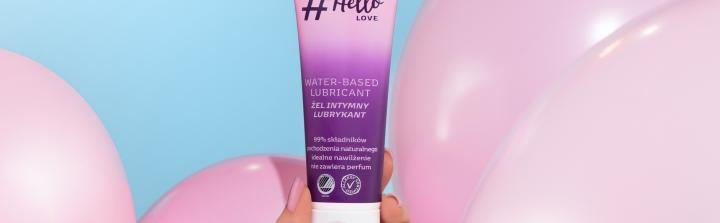 #Hello
LOVE
WATER-BASED
LUBRICANT
ŻEL INTYMNY
LUBRYKANT
99% składników
pochodzenia naturalnego
idealne nawilżenie
nie zawiera perfum